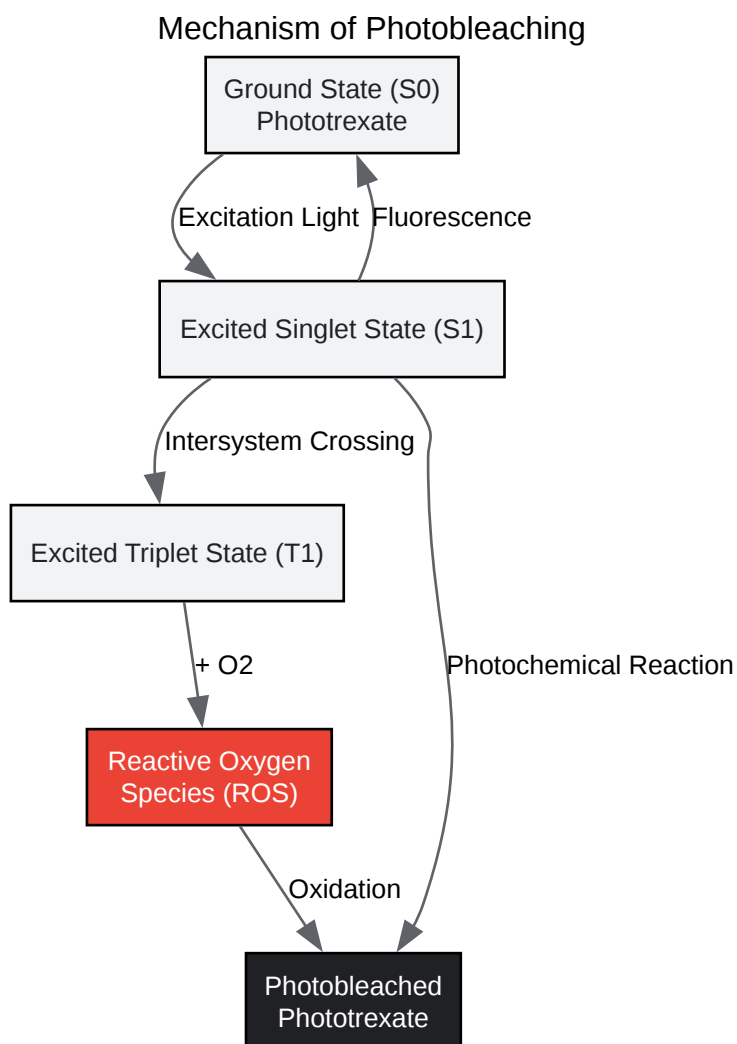 Mechanism of Photobleaching
Ground State (S0)
Phototrexate
Excitation Light
Fluorescence
Excited Singlet State (S1)
Intersystem Crossing
Excited Triplet State (T1)
+ O2
Photochemical Reaction
Reactive Oxygen
Species (ROS)
Oxidation
Photobleached
Phototrexate